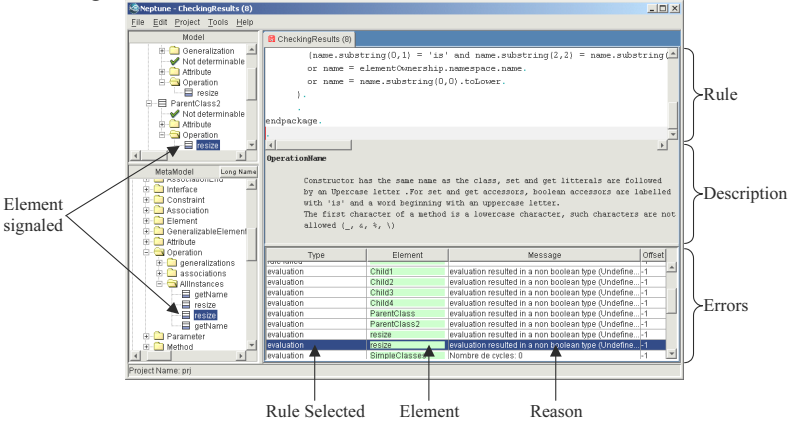 Neptune - CheckingResults (8)
File Edit Project Tools Help
Model
Generalization
Not determinable
Attribute
Operation
resize
ParentClass2
Not determinable
Attribute
Operation
resize
MetaModel Long Name
AssociationEnd
Interface
Constraint
Association
Element
GeneralizableElement
Attribute
Operation
generalizations
associations
AllInstances
getName
resize
resize
getName
Parameter
Method
Project Name: prj
CheckingResults (8)
(name.substring(0,1) = 'is' and name.substring(2,2) = name.substring(
or name = elementOwnership.namespace.name.
or name = name.substring(0,0).toLower.
).
.
endpackage.
.
OperationName
Constructor has the same name as the class, set and get litterals are followed
by an Upercase letter .For set and get accessors, boolean accessors are labelled
with 'is' and a word beginning with an uppercase letter.
The first character of a method is a lowercase character, such characters are not
allowed (_, &, %, \)
Type Element Message Offset
evaluation Child1 evaluation resulted in a non boolean type (Undefine... -1
evaluation Child2 evaluation resulted in a non boolean type (Undefine... -1
evaluation Child3 evaluation resulted in a non boolean type (Undefine... -1
evaluation Child4 evaluation resulted in a non boolean type (Undefine... -1
evaluation ParentClass evaluation resulted in a non boolean type (Undefine... -1
evaluation ParentClass2 evaluation resulted in a non boolean type (Undefine... -1
evaluation resize evaluation resulted in a non boolean type (Undefine... -1
evaluation resize evaluation resulted in a non boolean type (Undefine... -1
evaluation SimpleClasses Nombre de cycles: 0 -1
Element
signaled
Rule
Description
Errors
Rule Selected Element Reason